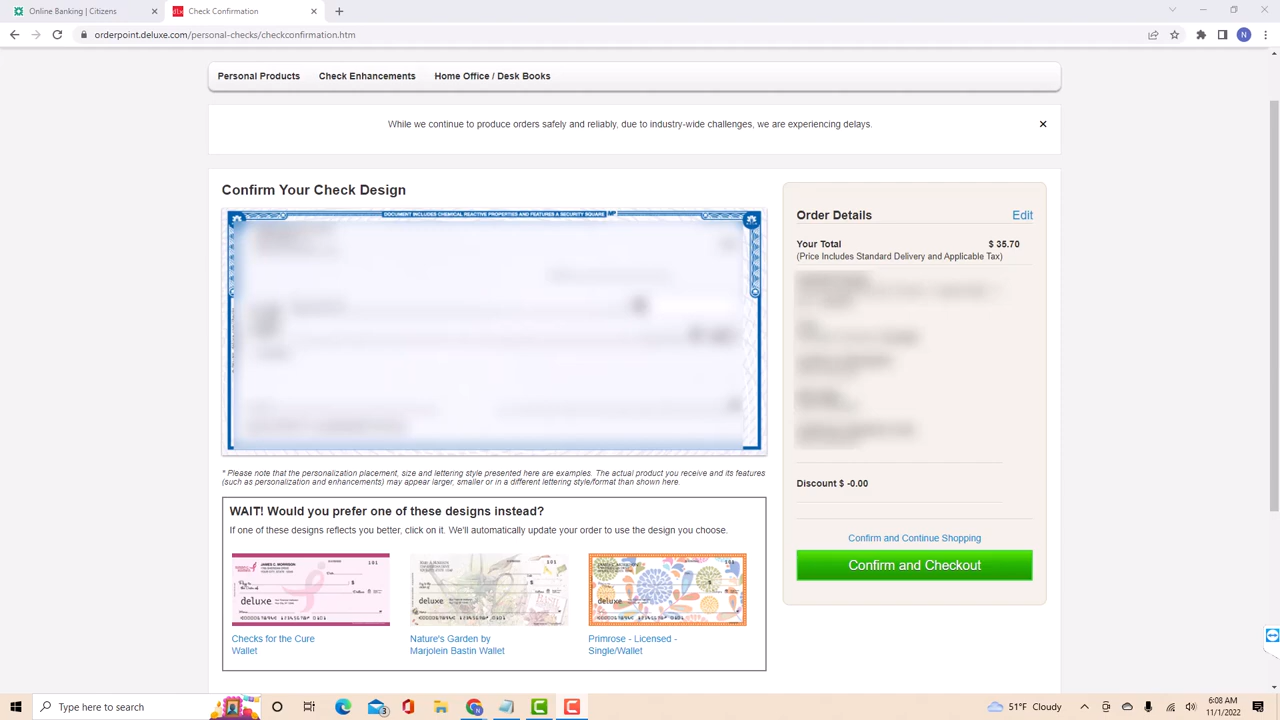 Online Banking | Citizens
dlx
Check Confirmation
orderpoint.deluxe.com/personal-checks/checkconfirmation.htm
N
Personal Products
Check Enhancements
Home Office / Desk Books
While we continue to produce orders safely and reliably, due to industry-wide challenges, we are experiencing delays.
Confirm Your Check Design
DOCUMENT INCLUDES CHEMICAL REACTIVE PROPERTIES AND FEATURES A SECURITY SQUARE MP
* Please note that the personalization placement, size and lettering style presented here are examples. The actual product you receive and its features
(such as personalization and enhancements) may appear larger, smaller or in a different lettering style/format than shown here.
WAIT! Would you prefer one of these designs instead?
If one of these designs reflects you better, click on it. We'll automatically update your order to use the design you choose.
101
deluxe
101
deluxe
101
deluxe
Checks for the Cure
Wallet
Nature's Garden by
Marjolein Bastin Wallet
Primrose - Licensed -
Single/Wallet
Order Details
Edit
Your Total
$ 35.70
(Price Includes Standard Delivery and Applicable Tax)
Discount $ -0.00
Confirm and Continue Shopping
Confirm and Checkout
Type here to search
3
51°F Cloudy
6:08 AM
11/1/2022